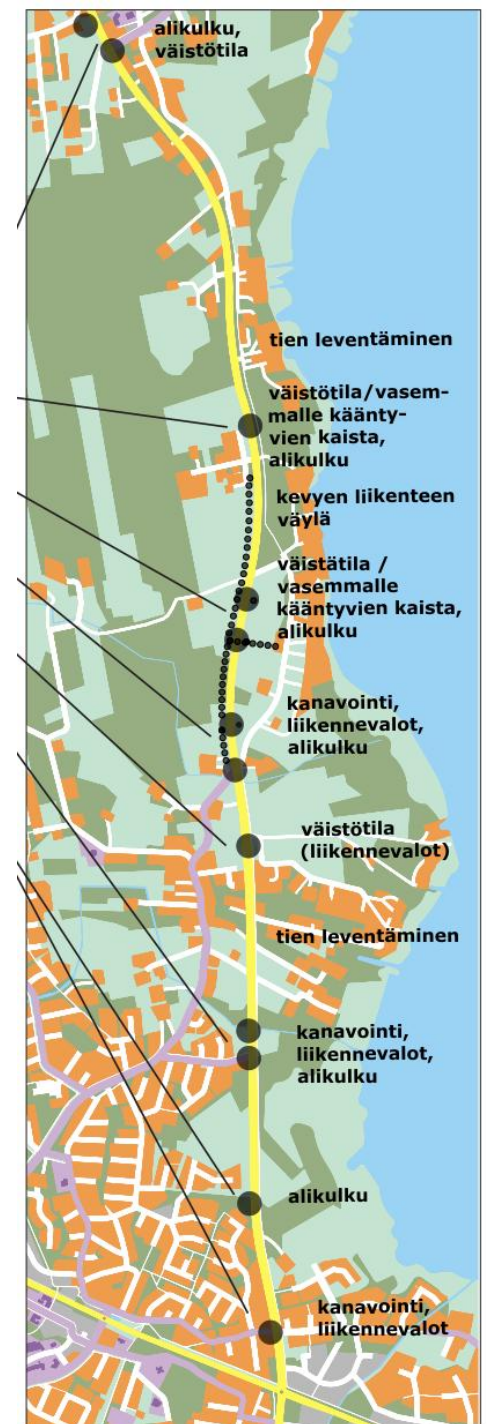 alikulku,
väistötila
tien leventäminen
väistötila/vasem-
malle käänty-
vien kaista,
alikulku
kevyen liikenteen
väylä
väistätila /
vasemmalle
kääntyvien kaista,
alikulku
kanavointi,
liikennevalot,
alikulku
väistötila
(liikennevalot)
tien leventäminen
kanavointi,
liikennevalot,
alikulku
alikulku
kanavointi,
liikennevalot